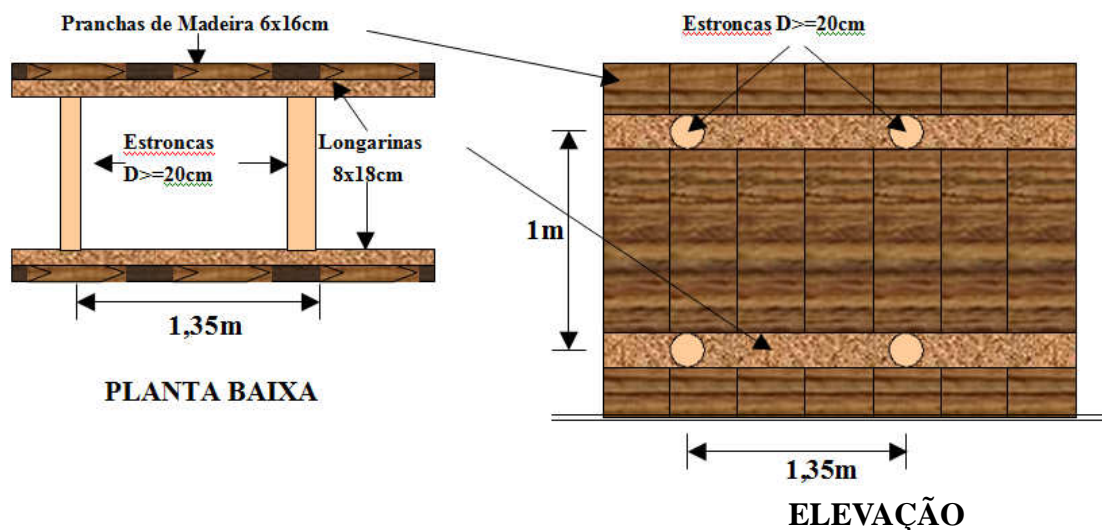 Pranchas de Madeira 6x16cm
Estroncas D>=20cm
Estroncas
D>=20cm
Longarinas
8x18cm
1m
1,35m
PLANTA BAIXA
1,35m
ELEVAÇÃO